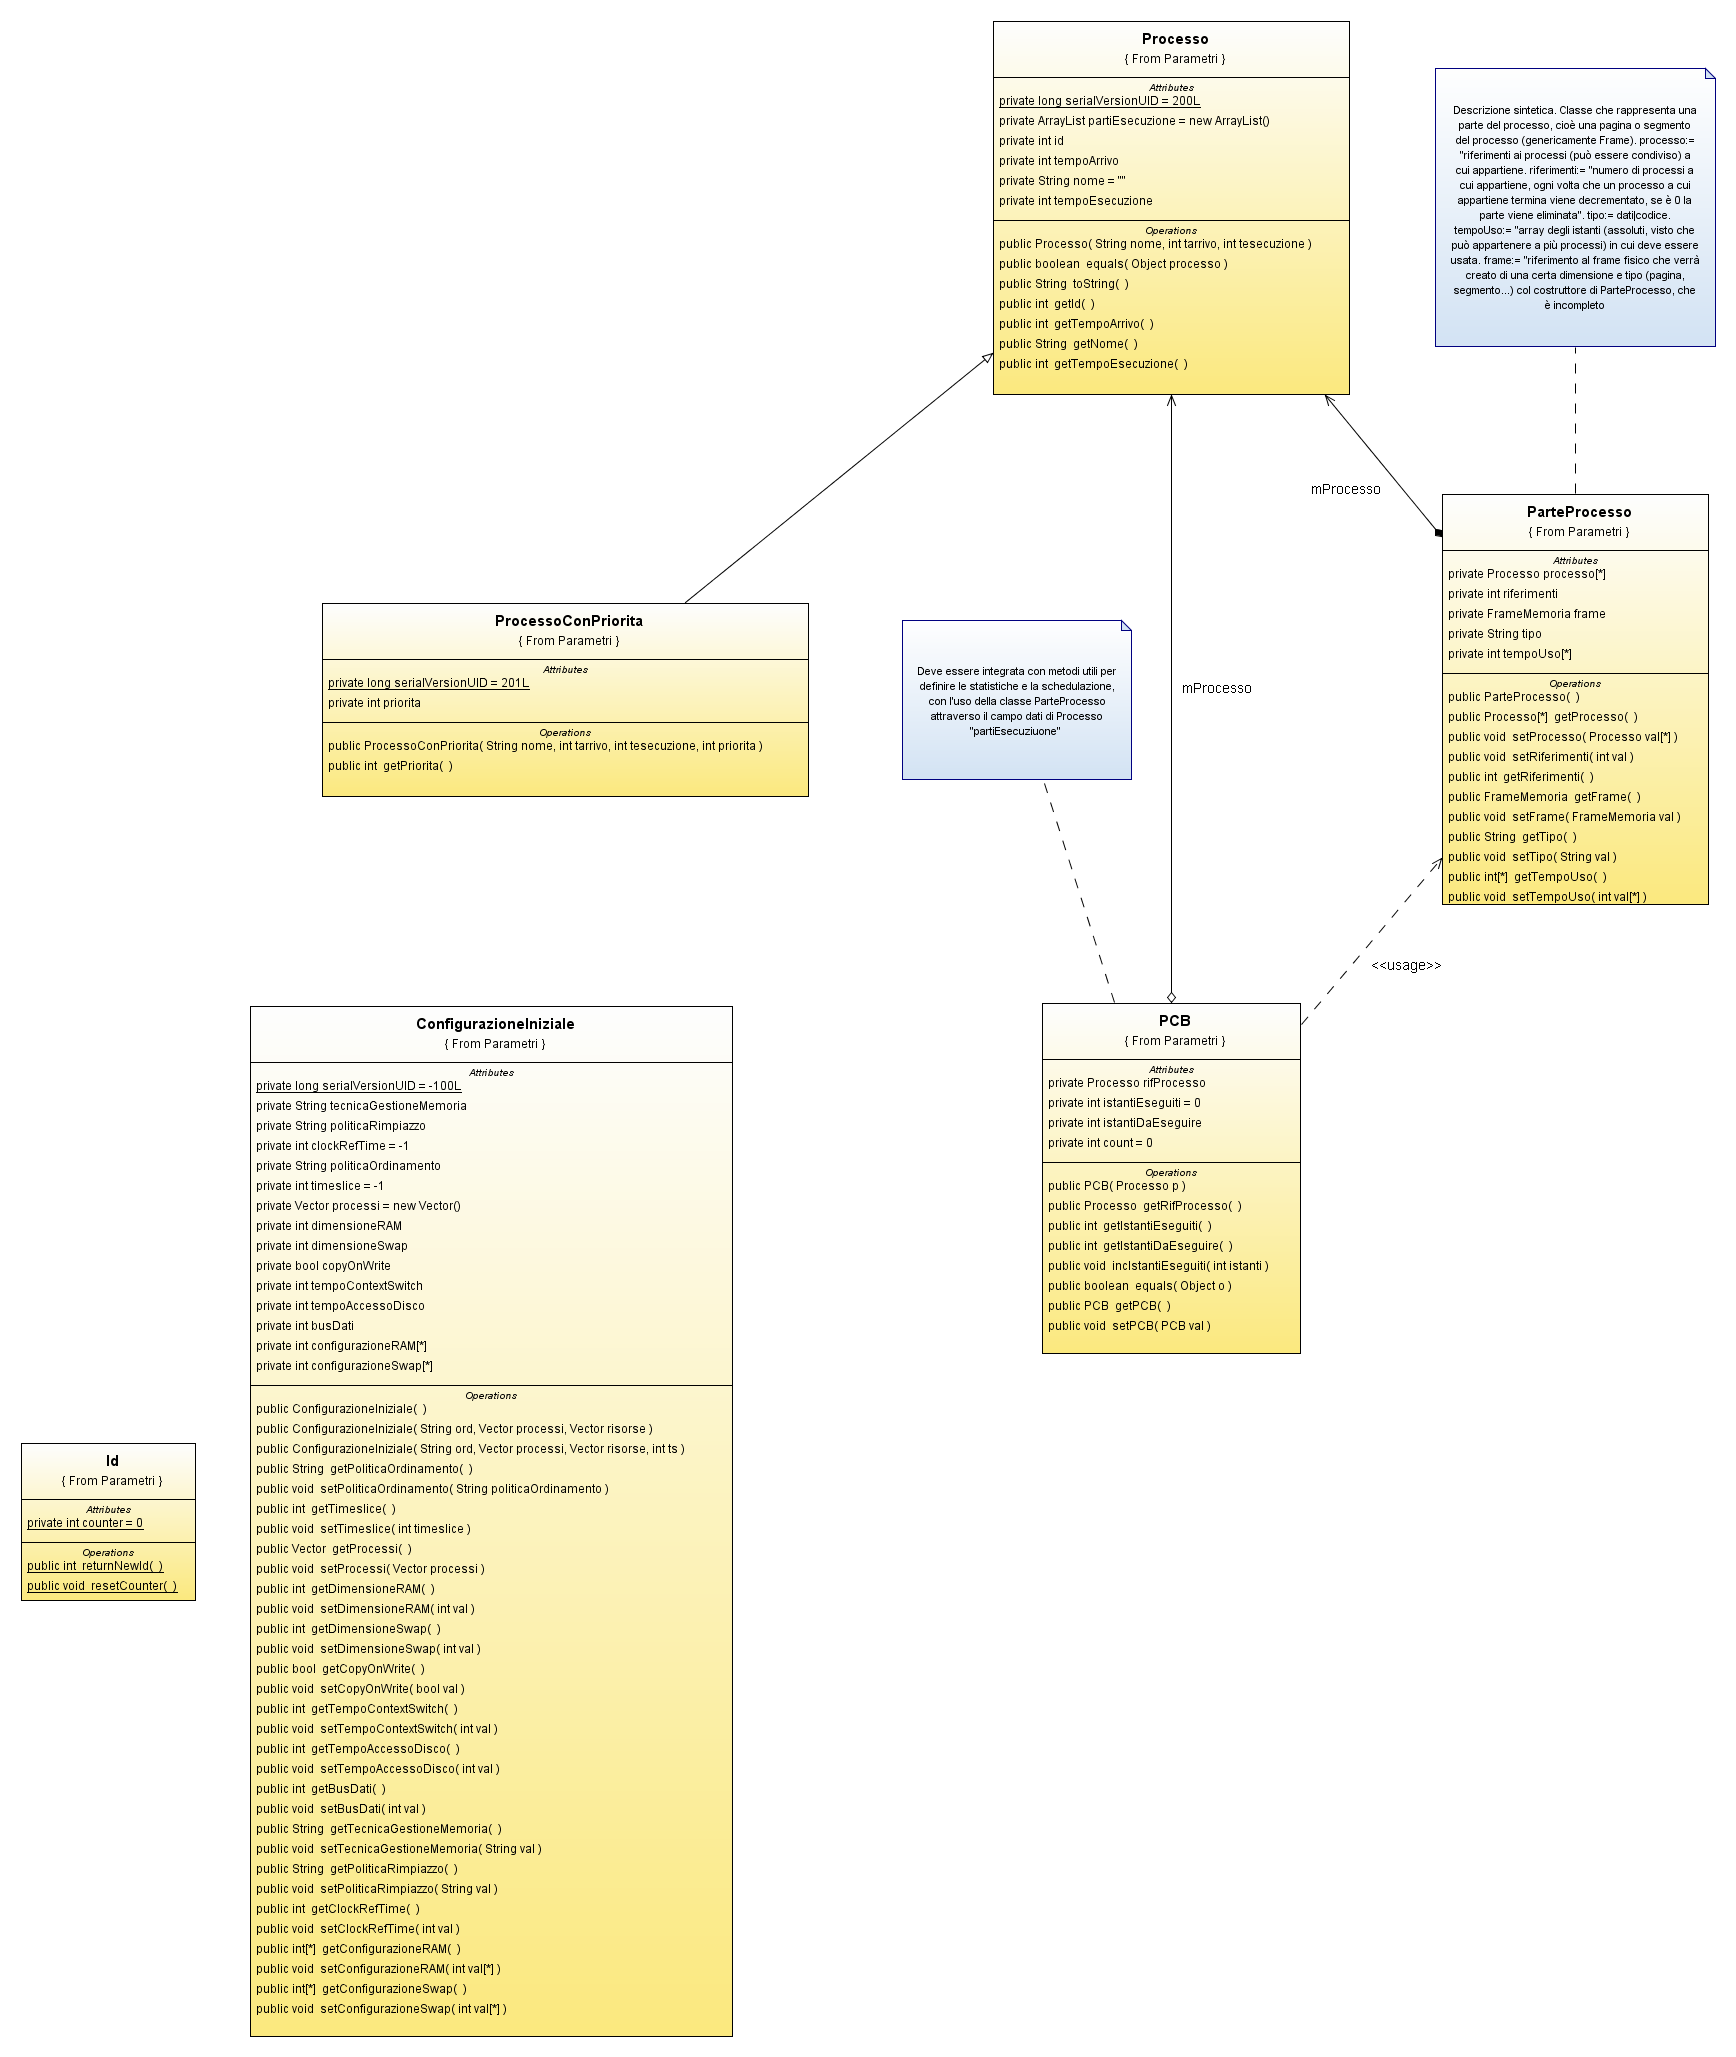 Processo
{ From Parametri }
Attributes
private long serialVersionUID = 200L
private ArrayList partiEsecuzione = new ArrayList()
private int id
private int tempoArrivo
private String nome = ""
private int tempoEsecuzione
Operations
public Processo( String nome, int tarrivo, int tesecuzione )
public boolean  equals( Object processo )
public String  toString(  )
public int  getId(  )
public int  getTempoArrivo(  )
public String  getNome(  )
public int  getTempoEsecuzione(  )
Descrizione sintetica. Classe che rappresenta una
parte del processo, cioè una pagina o segmento
del processo (genericamente Frame). processo:=
"riferimenti ai processi (può essere condiviso) a
cui appartiene. riferimenti:= "numero di processi a
cui appartiene, ogni volta che un processo a cui
appartiene termina viene decrementato, se è 0 la
parte viene eliminata". tipo:= dati|codice.
tempoUso:= "array degli istanti (assoluti, visto che
può appartenere a più processi) in cui deve essere
usata. frame:= "riferimento al frame fisico che verrà
creato di una certa dimensione e tipo (pagina,
segmento...) col costruttore di ParteProcesso, che
è incompleto
mProcesso
ParteProcesso
{ From Parametri }
Attributes
private Processo processo[*]
private int riferimenti
private FrameMemoria frame
private String tipo
private int tempoUso[*]
Operations
public ParteProcesso(  )
public Processo[*]  getProcesso(  )
public void  setProcesso( Processo val[*] )
public void  setRiferimenti( int val )
public int  getRiferimenti(  )
public FrameMemoria  getFrame(  )
public void  setFrame( FrameMemoria val )
public String  getTipo(  )
public void  setTipo( String val )
public int[*]  getTempoUso(  )
public void  setTempoUso( int val[*] )
ProcessoConPriorita
{ From Parametri }
Attributes
private long serialVersionUID = 201L
private int priorita
Operations
public ProcessoConPriorita( String nome, int tarrivo, int tesecuzione, int priorita )
public int  getPriorita(  )
Deve essere integrata con metodi utili per
definire le statistiche e la schedulazione,
con l'uso della classe ParteProcesso
attraverso il campo dati di Processo
"partiEsecuziuone"
mProcesso
<<usage>>
PCB
{ From Parametri }
Attributes
private Processo rifProcesso
private int istantiEseguiti = 0
private int istantiDaEseguire
private int count = 0
Operations
public PCB( Processo p )
public Processo  getRifProcesso(  )
public int  getIstantiEseguiti(  )
public int  getIstantiDaEseguire(  )
public void  incIstantiEseguiti( int istanti )
public boolean  equals( Object o )
public PCB  getPCB(  )
public void  setPCB( PCB val )
ConfigurazioneIniziale
{ From Parametri }
Attributes
private long serialVersionUID = -100L
private String tecnicaGestioneMemoria
private String politicaRimpiazzo
private int clockRefTime = -1
private String politicaOrdinamento
private int timeslice = -1
private Vector processi = new Vector()
private int dimensioneRAM
private int dimensioneSwap
private bool copyOnWrite
private int tempoContextSwitch
private int tempoAccessoDisco
private int busDati
private int configurazioneRAM[*]
private int configurazioneSwap[*]
Operations
public ConfigurazioneIniziale(  )
public ConfigurazioneIniziale( String ord, Vector processi, Vector risorse )
public ConfigurazioneIniziale( String ord, Vector processi, Vector risorse, int ts )
public String  getPoliticaOrdinamento(  )
public void  setPoliticaOrdinamento( String politicaOrdinamento )
public int  getTimeslice(  )
public void  setTimeslice( int timeslice )
public Vector  getProcessi(  )
public void  setProcessi( Vector processi )
public int  getDimensioneRAM(  )
public void  setDimensioneRAM( int val )
public int  getDimensioneSwap(  )
public void  setDimensioneSwap( int val )
public bool  getCopyOnWrite(  )
public void  setCopyOnWrite( bool val )
public int  getTempoContextSwitch(  )
public void  setTempoContextSwitch( int val )
public int  getTempoAccessoDisco(  )
public void  setTempoAccessoDisco( int val )
public int  getBusDati(  )
public void  setBusDati( int val )
public String  getTecnicaGestioneMemoria(  )
public void  setTecnicaGestioneMemoria( String val )
public String  getPoliticaRimpiazzo(  )
public void  setPoliticaRimpiazzo( String val )
public int  getClockRefTime(  )
public void  setClockRefTime( int val )
public int[*]  getConfigurazioneRAM(  )
public void  setConfigurazioneRAM( int val[*] )
public int[*]  getConfigurazioneSwap(  )
public void  setConfigurazioneSwap( int val[*] )
Id
{ From Parametri }
Attributes
private int counter = 0
Operations
public int  returnNewId(  )
public void  resetCounter(  )